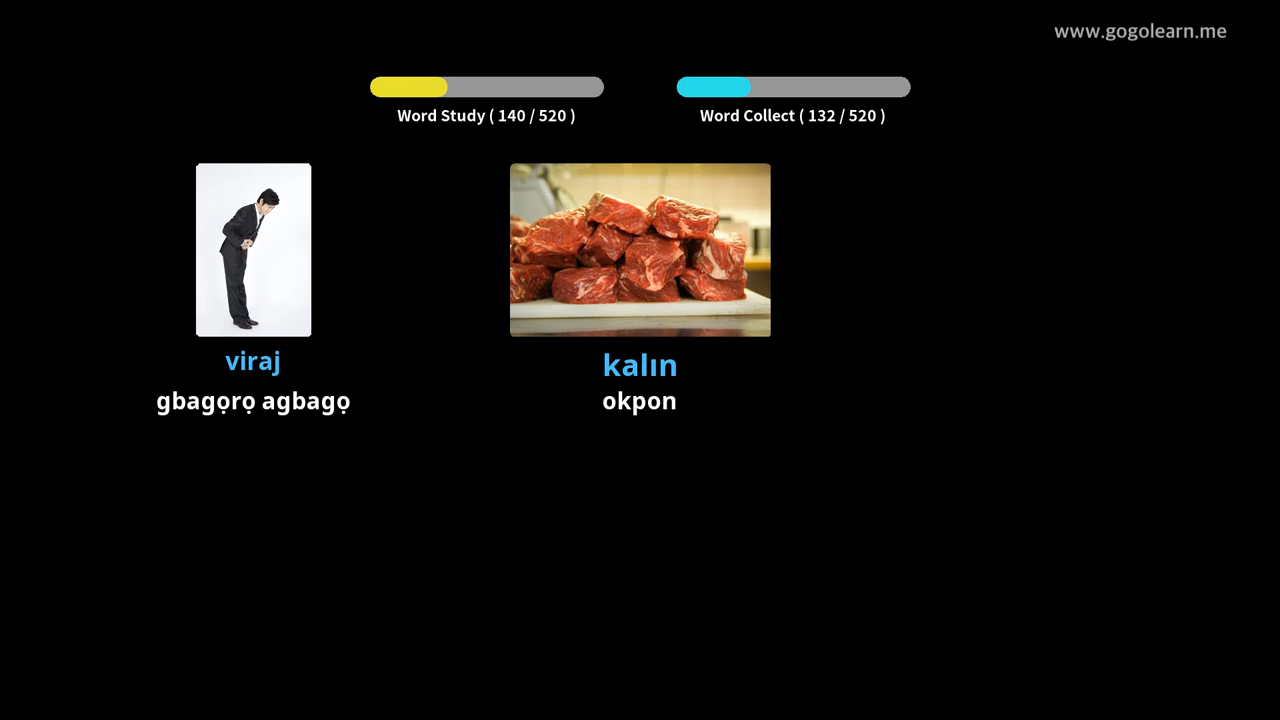 www.gogolearn.me
Word Study ( 140 / 520 )
Word Collect ( 132 / 520 )
viraj
gbagọrọ agbagọ
kalın
okpon